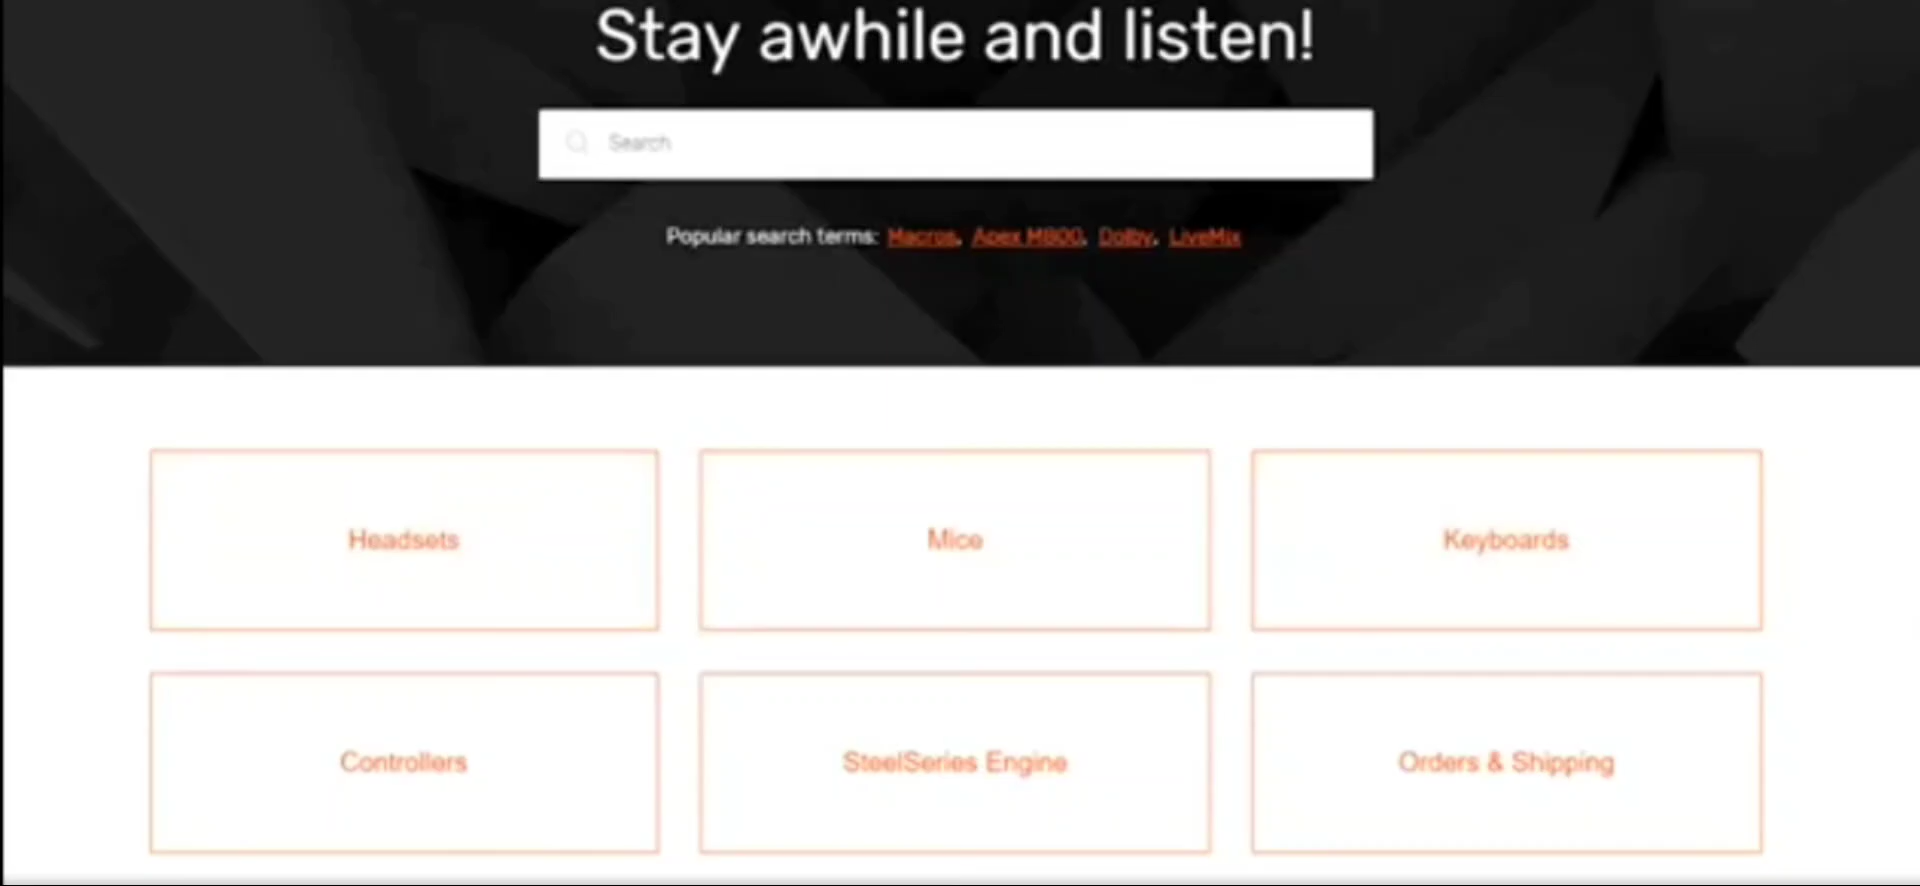 Stay awhile and listen!
Search
Popular search terms: Macros, Apex M800, Dolby, LiveMix
Headsets
Mice
Keyboards
Controllers
SteelSeries Engine
Orders & Shipping